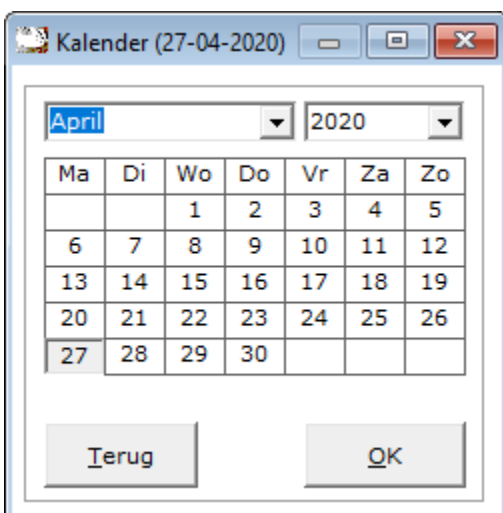 Kalender (27-04-2020)
April 2020
Ma Di Wo Do Vr Za Zo
1 2 3 4 5
6 7 8 9 10 11 12
13 14 15 16 17 18 19
20 21 22 23 24 25 26
27 28 29 30
Terug OK